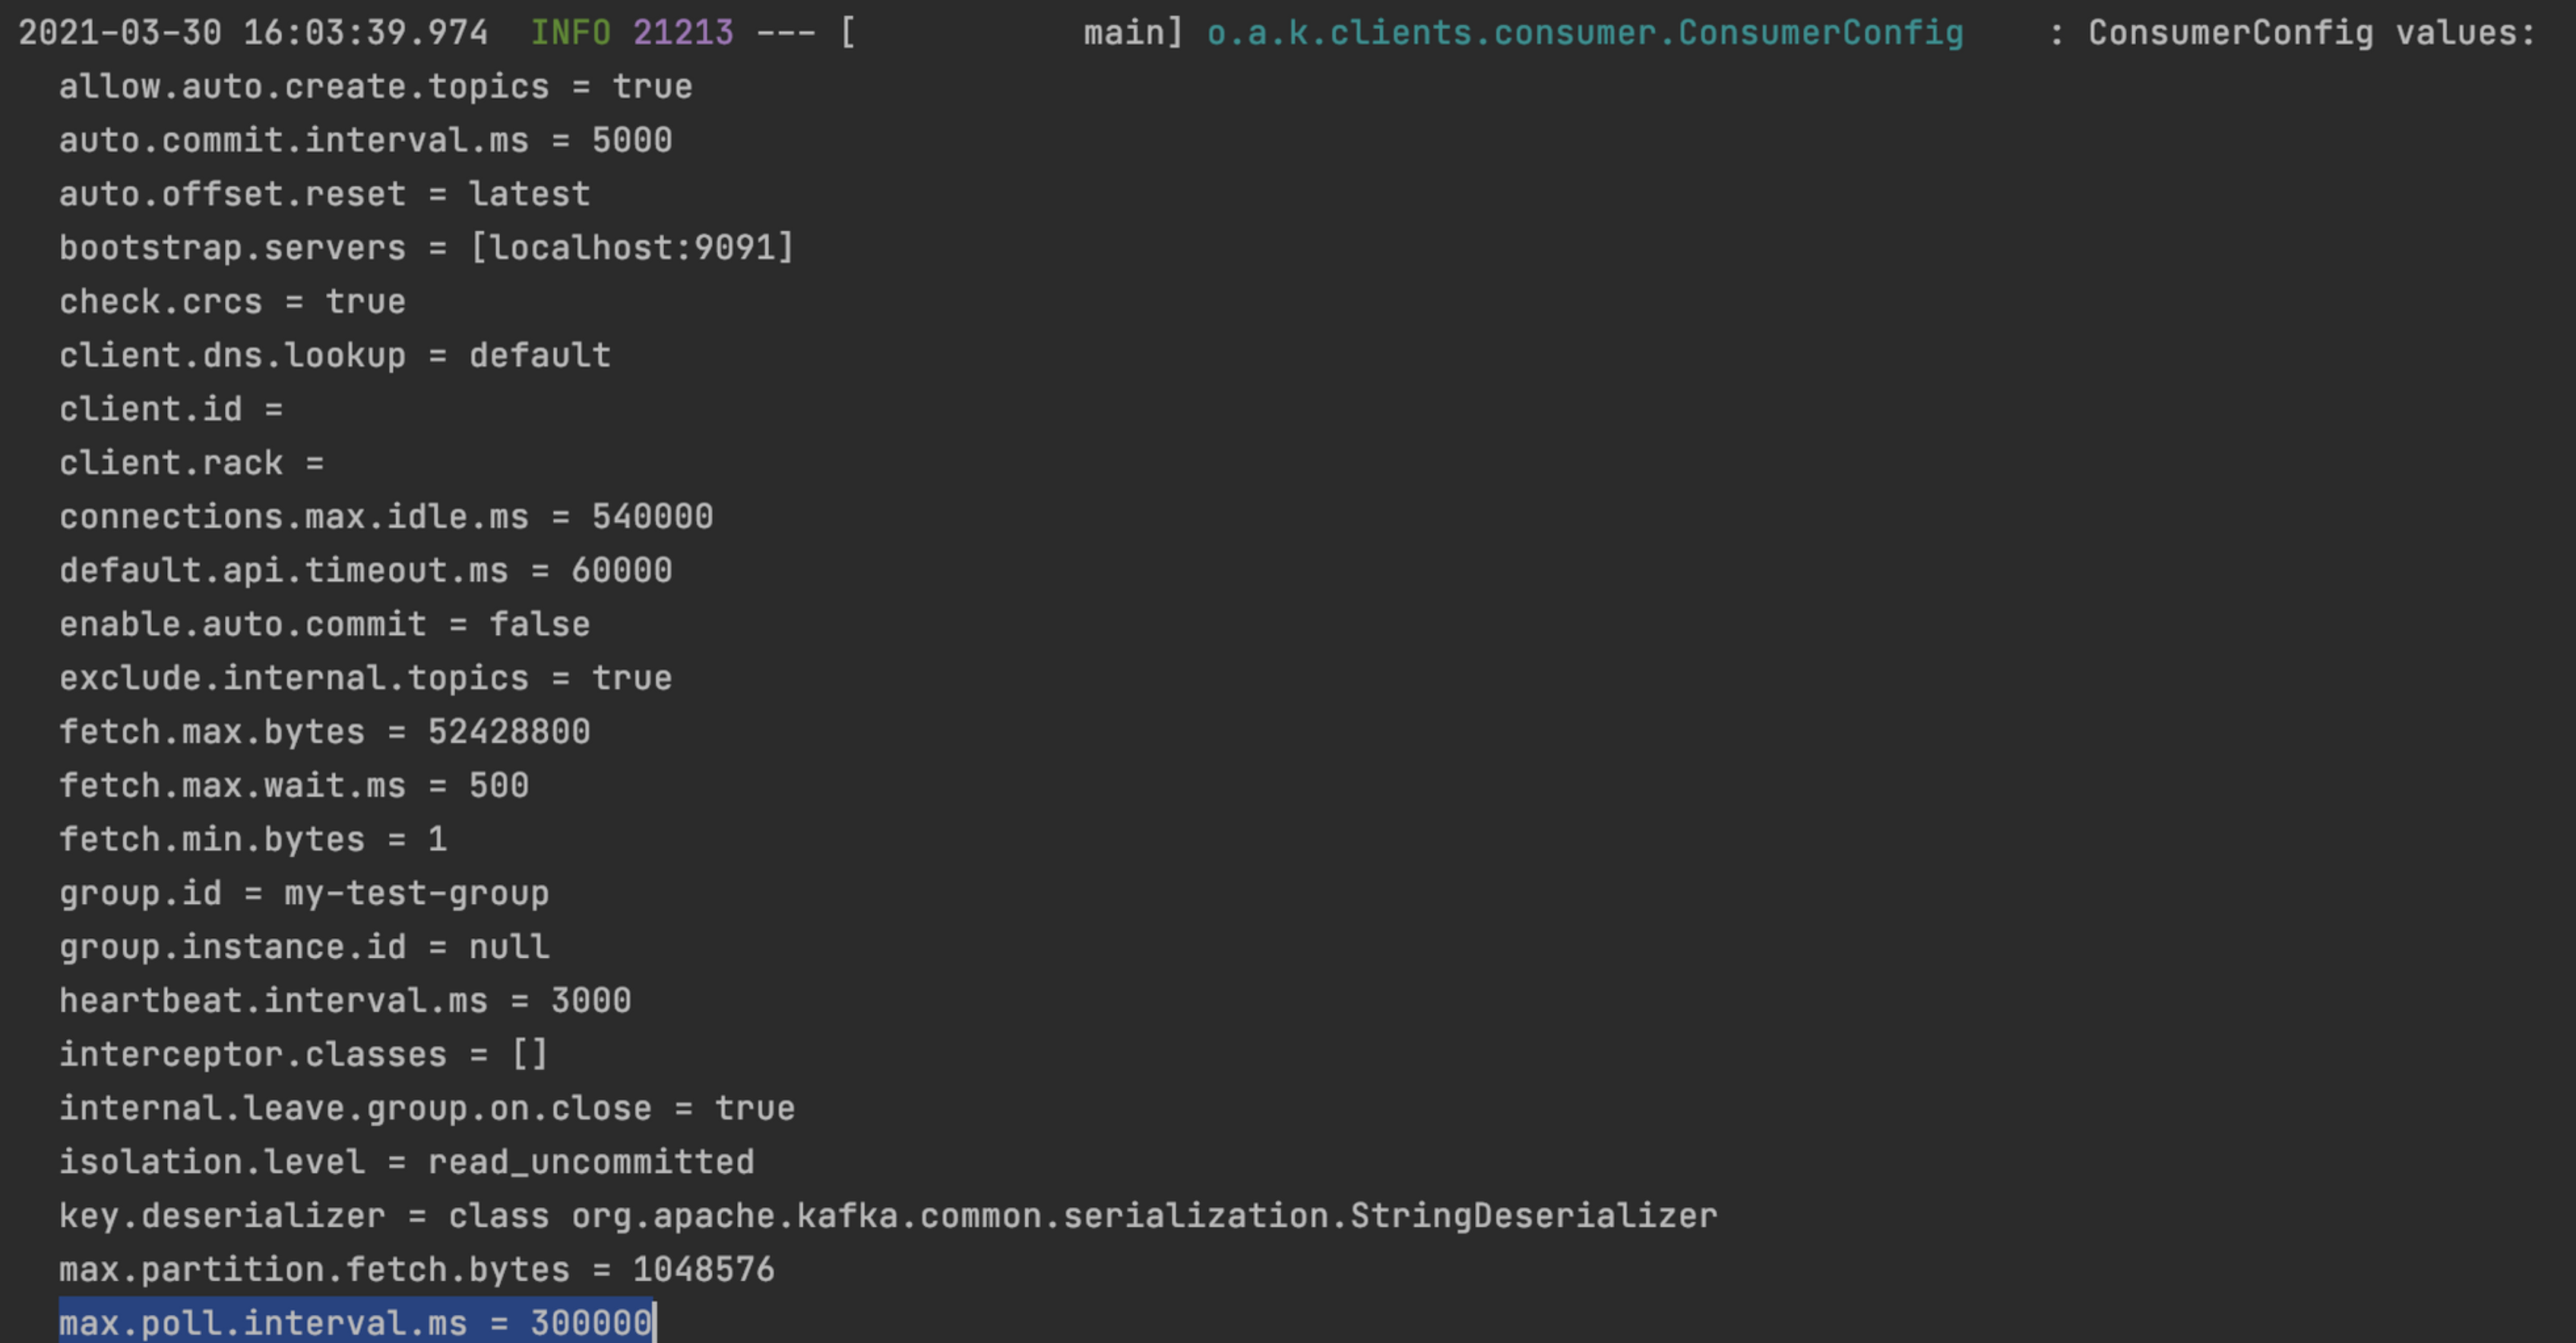 2021-03-30 16:03:39.974  INFO 21213 --- [           main] o.a.k.clients.consumer.ConsumerConfig    : ConsumerConfig values:
allow.auto.create.topics = true
auto.commit.interval.ms = 5000
auto.offset.reset = latest
bootstrap.servers = [localhost:9091]
check.crcs = true
client.dns.lookup = default
client.id =
client.rack =
connections.max.idle.ms = 540000
default.api.timeout.ms = 60000
enable.auto.commit = false
exclude.internal.topics = true
fetch.max.bytes = 52428800
fetch.max.wait.ms = 500
fetch.min.bytes = 1
group.id = my-test-group
group.instance.id = null
heartbeat.interval.ms = 3000
interceptor.classes = []
internal.leave.group.on.close = true
isolation.level = read_uncommitted
key.deserializer = class org.apache.kafka.common.serialization.StringDeserializer
max.partition.fetch.bytes = 1048576
max.poll.interval.ms = 300000